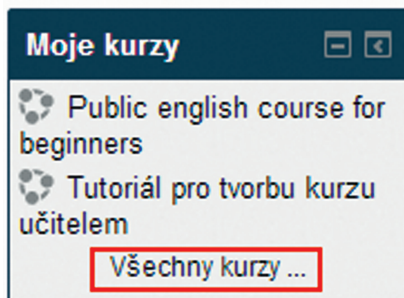 Moje kurzy
Public english course for
beginners
Tutoriál pro tvorbu kurzu
učitelem
Všechny kurzy ...